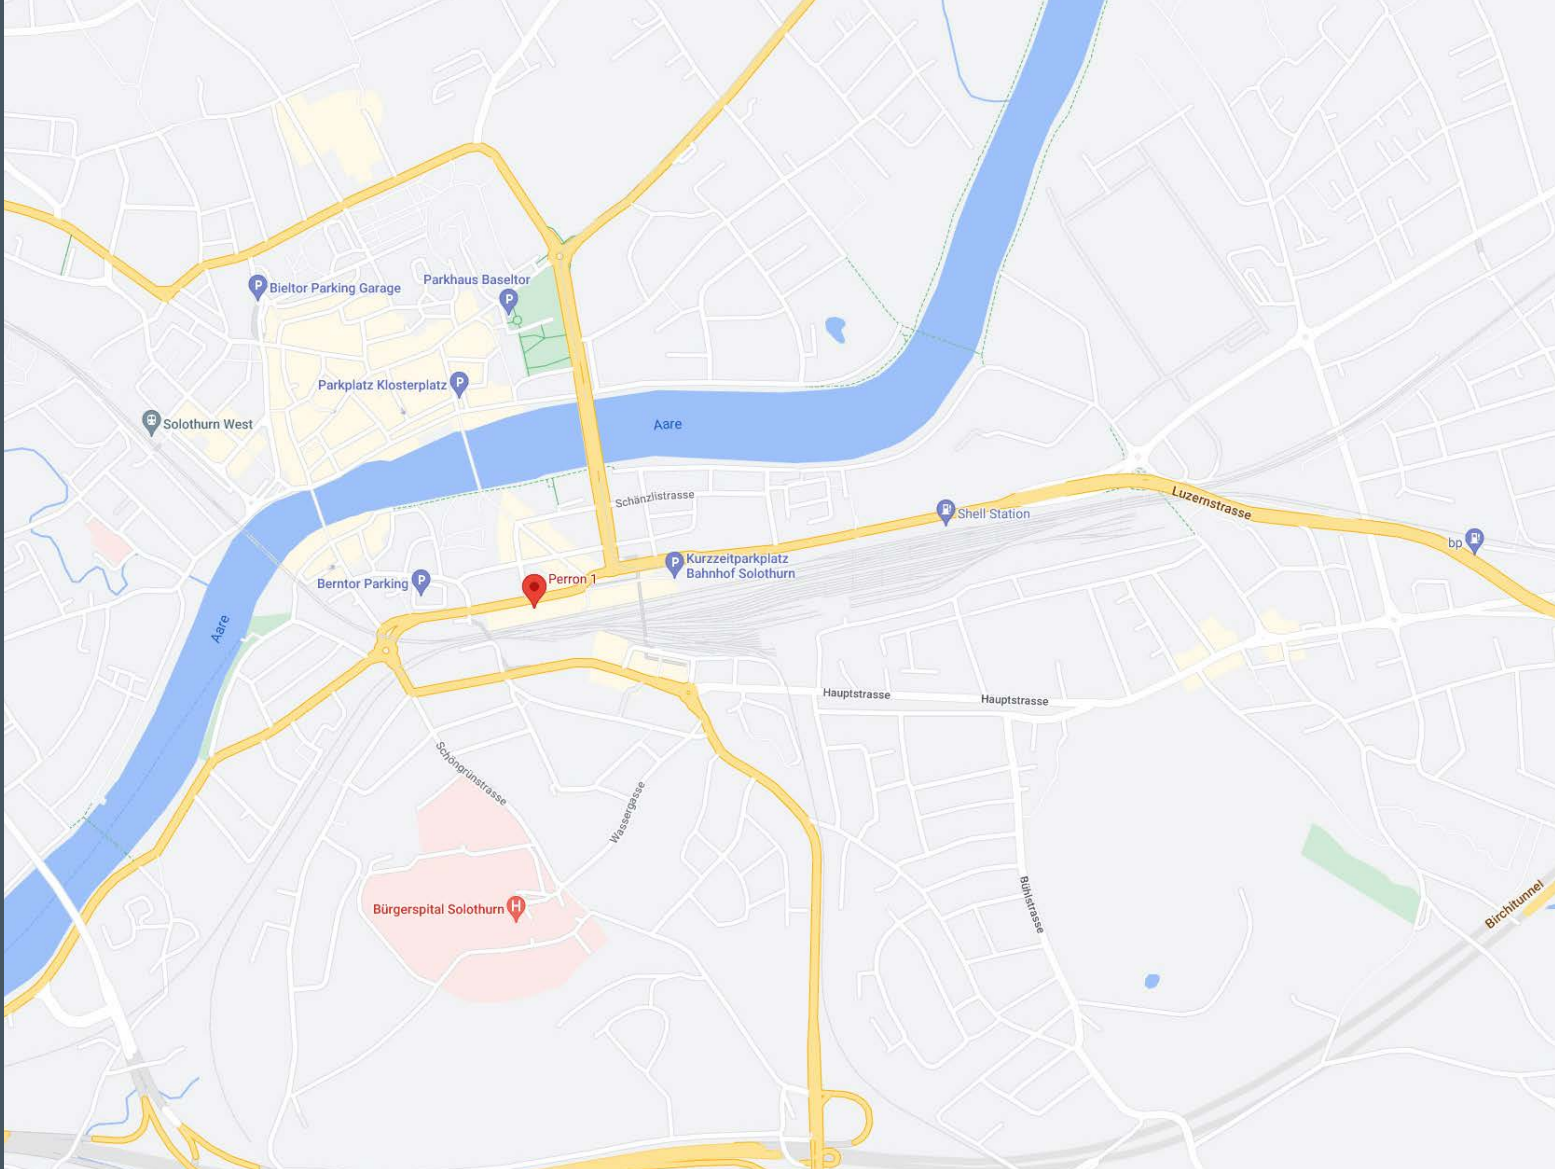 Parkhaus Baseltor
P
Bieltor Parking Garage
P
P
Parkplatz Klosterplatz
Solothurn West
Aare
Schänzlistrasse
Luzernstrasse
Shell Station
bp
P
Kurzzeitparkplatz
Bahnhof Solothurn
Perron 1
Berntor Parking
P
Aare
Hauptstrasse
Hauptstrasse
Schöngrünstrasse
Wassergasse
Bühlstrasse
Birchitunnel
Bürgerspital Solothurn
H